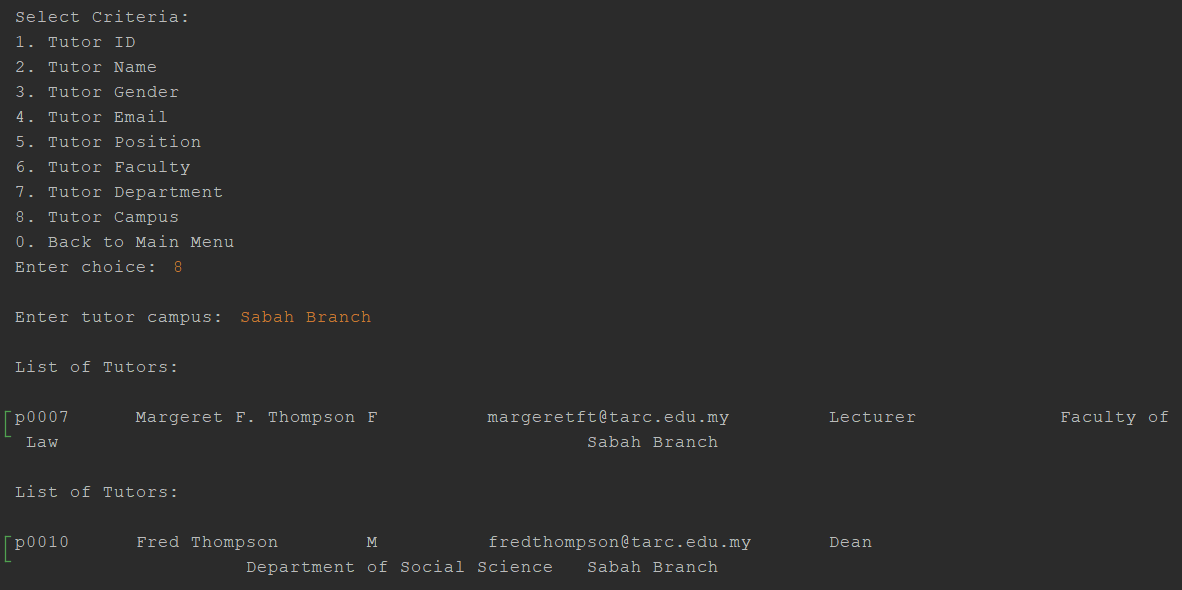 Select Criteria:
1. Tutor ID
2. Tutor Name
3. Tutor Gender
4. Tutor Email
5. Tutor Position
6. Tutor Faculty
7. Tutor Department
8. Tutor Campus
0. Back to Main Menu
Enter choice: 8
Enter tutor campus: Sabah Branch
List of Tutors:
p0007 Margeret F. Thompson F margeretft@tarc.edu.my Lecturer Faculty of
Law Sabah Branch
List of Tutors:
p0010 Fred Thompson M fredthompson@tarc.edu.my Dean
Department of Social Science Sabah Branch